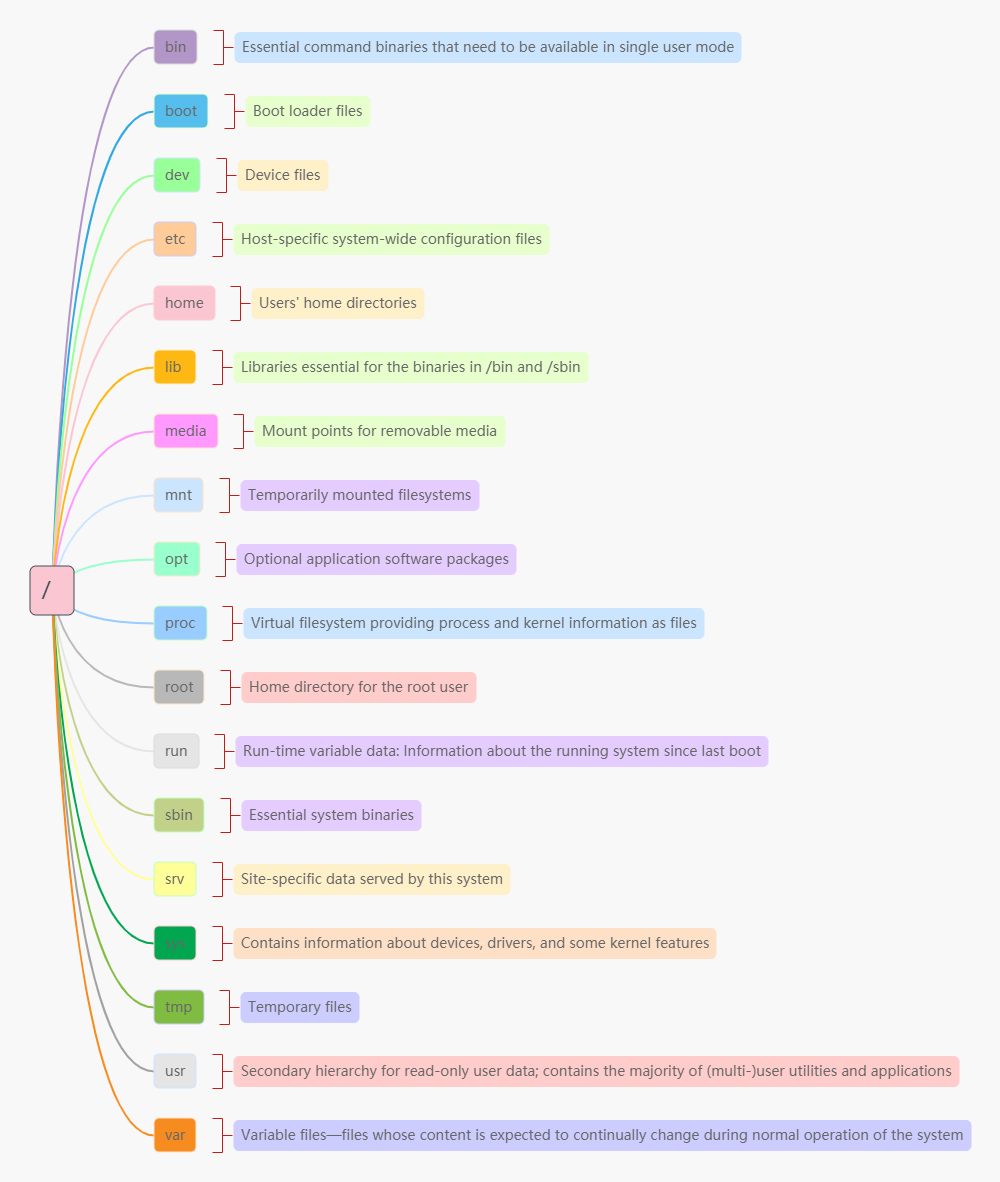 bin
Essential command binaries that need to be available in single user mode
boot
Boot loader files
dev
Device files
etc
Host-specific system-wide configuration files
home
Users' home directories
lib
Libraries essential for the binaries in /bin and /sbin
media
Mount points for removable media
mnt
Temporarily mounted filesystems
opt
Optional application software packages
/
proc
Virtual filesystem providing process and kernel information as files
root
Home directory for the root user
run
Run-time variable data: Information about the running system since last boot
sbin
Essential system binaries
srv
Site-specific data served by this system
sys
Contains information about devices, drivers, and some kernel features
tmp
Temporary files
usr
Secondary hierarchy for read-only user data; contains the majority of (multi-)user utilities and applications
var
Variable files—files whose content is expected to continually change during normal operation of the system